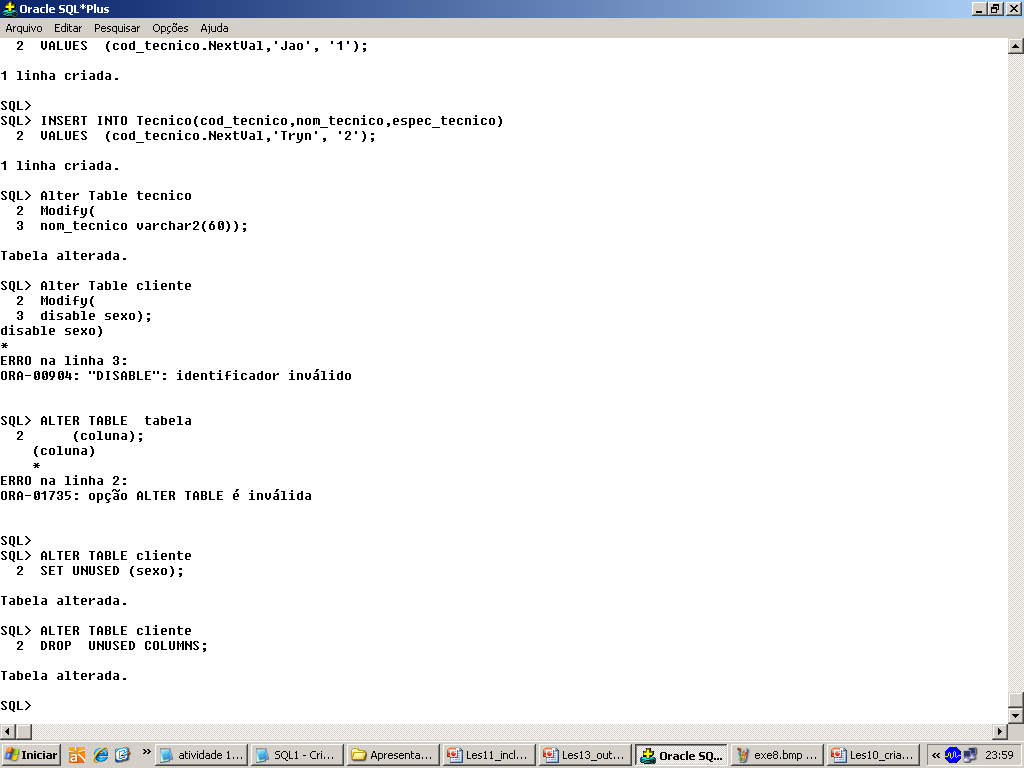 Oracle SQL*Plus
Arquivo Editar Pesquisar Opções Ajuda
  2  VALUES  (cod_tecnico.NextVal,'Jao', '1');
1 linha criada.
SQL>
SQL> INSERT INTO Tecnico(cod_tecnico,nom_tecnico,espec_tecnico)
  2  VALUES  (cod_tecnico.NextVal,'Tryn', '2');
1 linha criada.
SQL> Alter Table tecnico
  2  Modify(
  3  nom_tecnico varchar2(60));
Tabela alterada.
SQL> Alter Table cliente
  2  Modify(
  3  disable sexo);
disable sexo)
*
ERRO na linha 3:
ORA-00904: "DISABLE": identificador inválido
SQL> ALTER TABLE  tabela
  2      (coluna);
    (coluna)
    *
ERRO na linha 2:
ORA-01735: opção ALTER TABLE é inválida
SQL>
SQL> ALTER TABLE cliente
  2  SET UNUSED (sexo);
Tabela alterada.
SQL> ALTER TABLE cliente
  2  DROP  UNUSED COLUMNS;
Tabela alterada.
SQL>
Iniciar » atividade 1... SQL1 - Cri... Apresenta... Les11_incl... Les13_out... Oracle SQ... exe8.bmp ... Les10_cria... « 23:59